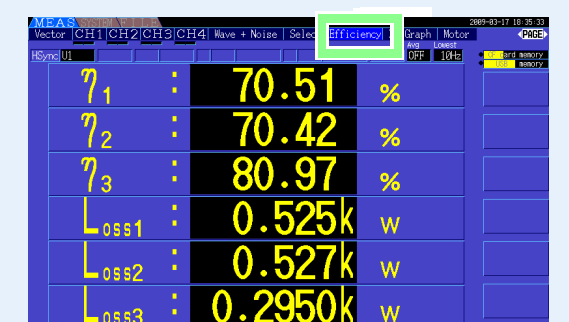 MEAS SYSTEM FILE 2009-03-17 18:35:33
Vector CH1 CH2 CH3 CH4 Wave + Noise Selec Efficiency Graph Motor PAGE
Avg Lowest
HSync U1 OFF 10Hz CF card memory
USB memory
η1 : 70.51 %
η2 : 70.42 %
η3 : 80.97 %
Loss1 : 0.525k W
Loss2 : 0.527k W
Loss3 : 0.2950k W